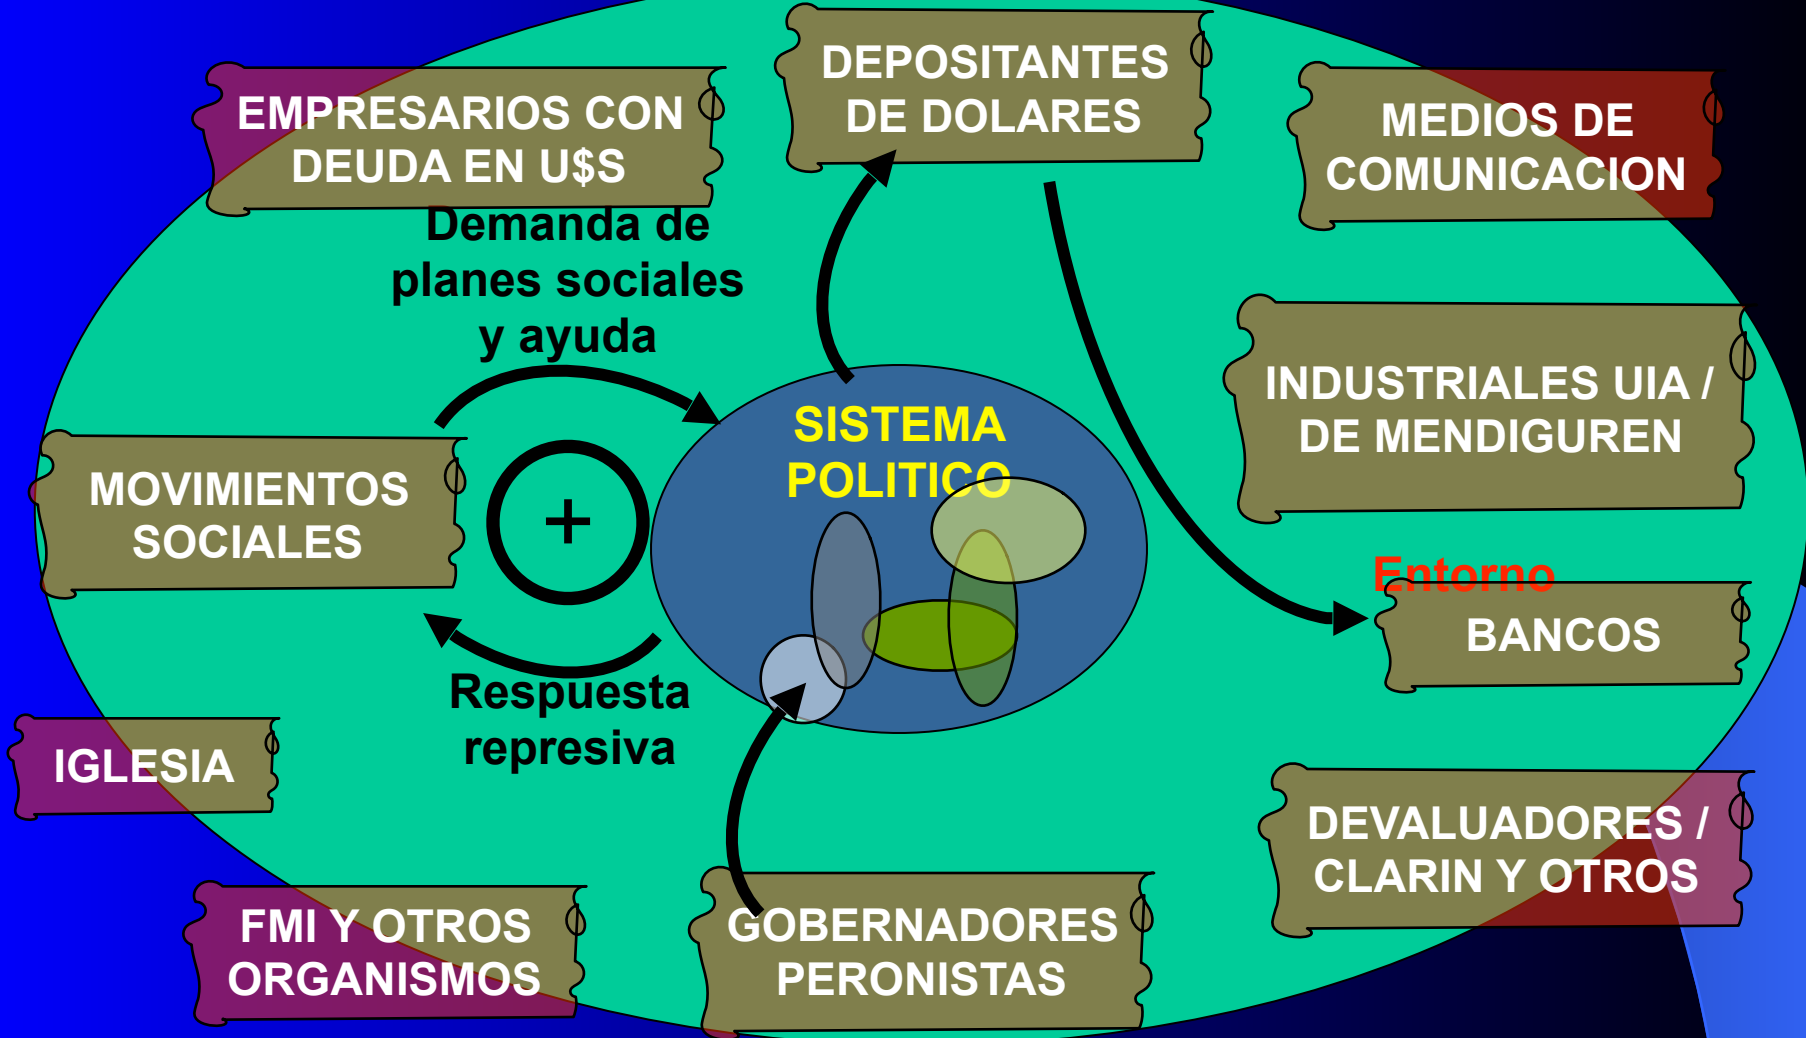 DEPOSITANTES
DE DOLARES
EMPRESARIOS CON
DEUDA EN U$S
MEDIOS DE
COMUNICACION
Demanda de
planes sociales
y ayuda
INDUSTRIALES UIA /
DE MENDIGUREN
SISTEMA
POLITICO
MOVIMIENTOS
SOCIALES
+
Entorno
BANCOS
Respuesta
represiva
IGLESIA
DEVALUADORES /
CLARIN Y OTROS
FMI Y OTROS
ORGANISMOS
GOBERNADORES
PERONISTAS